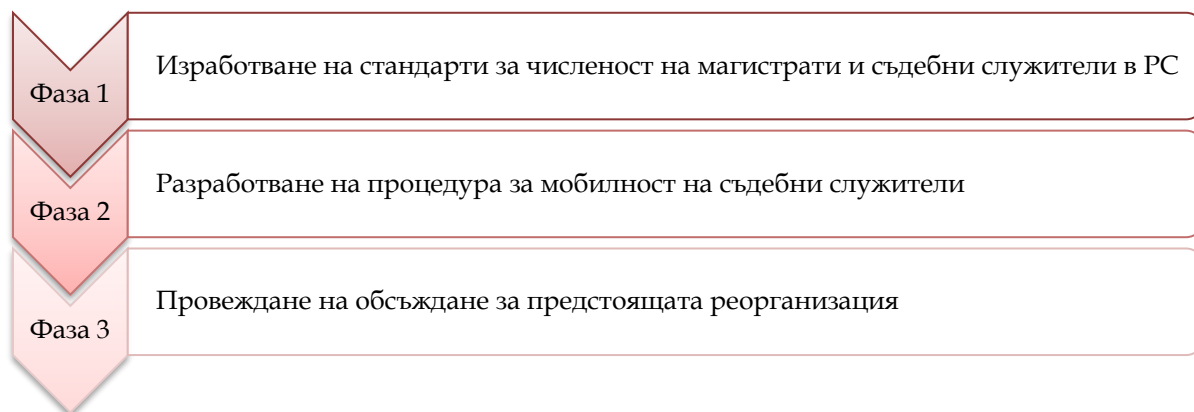 Фаза 1
Изработване на стандарти за численост на магистрати и съдебни служители в РС
Фаза 2
Разработване на процедура за мобилност на съдебни служители
Фаза 3
Провеждане на обсъждане за предстоящата реорганизация